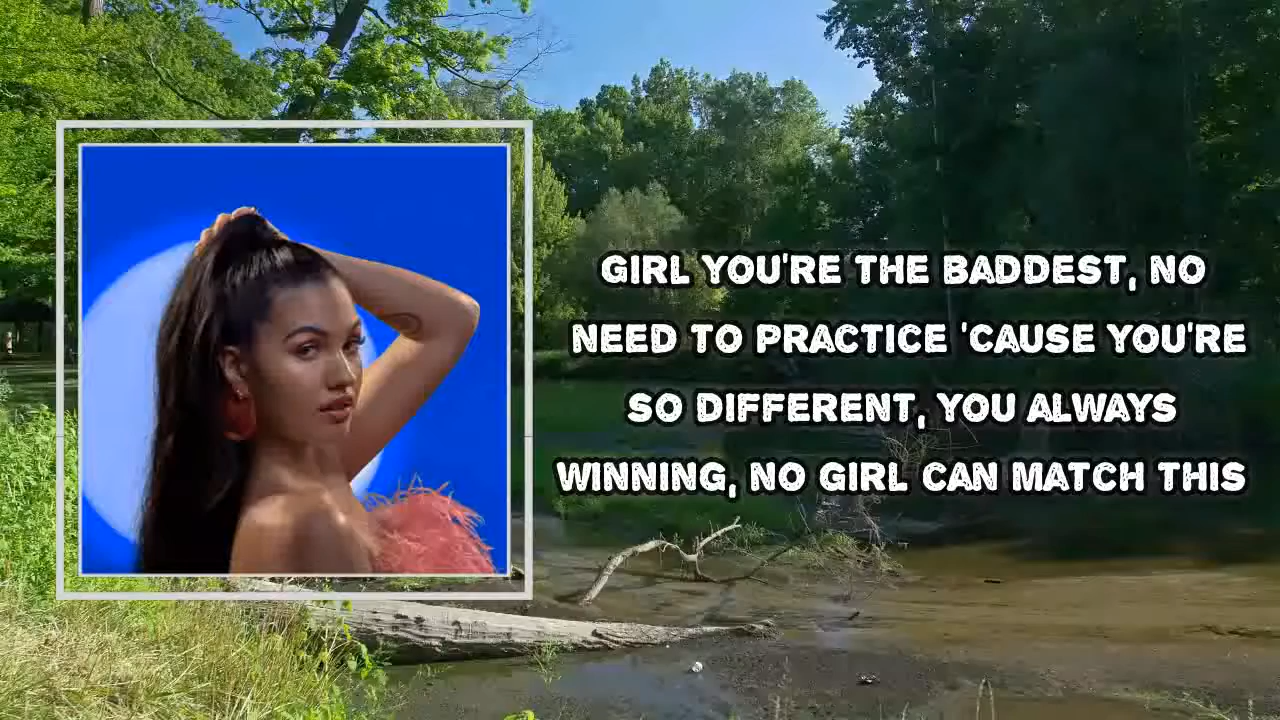 GIRL YOU'RE THE BADDEST, NO
NEED TO PRACTICE 'CAUSE YOU'RE
SO DIFFERENT, YOU ALWAYS
WINNING, NO GIRL CAN MATCH THIS